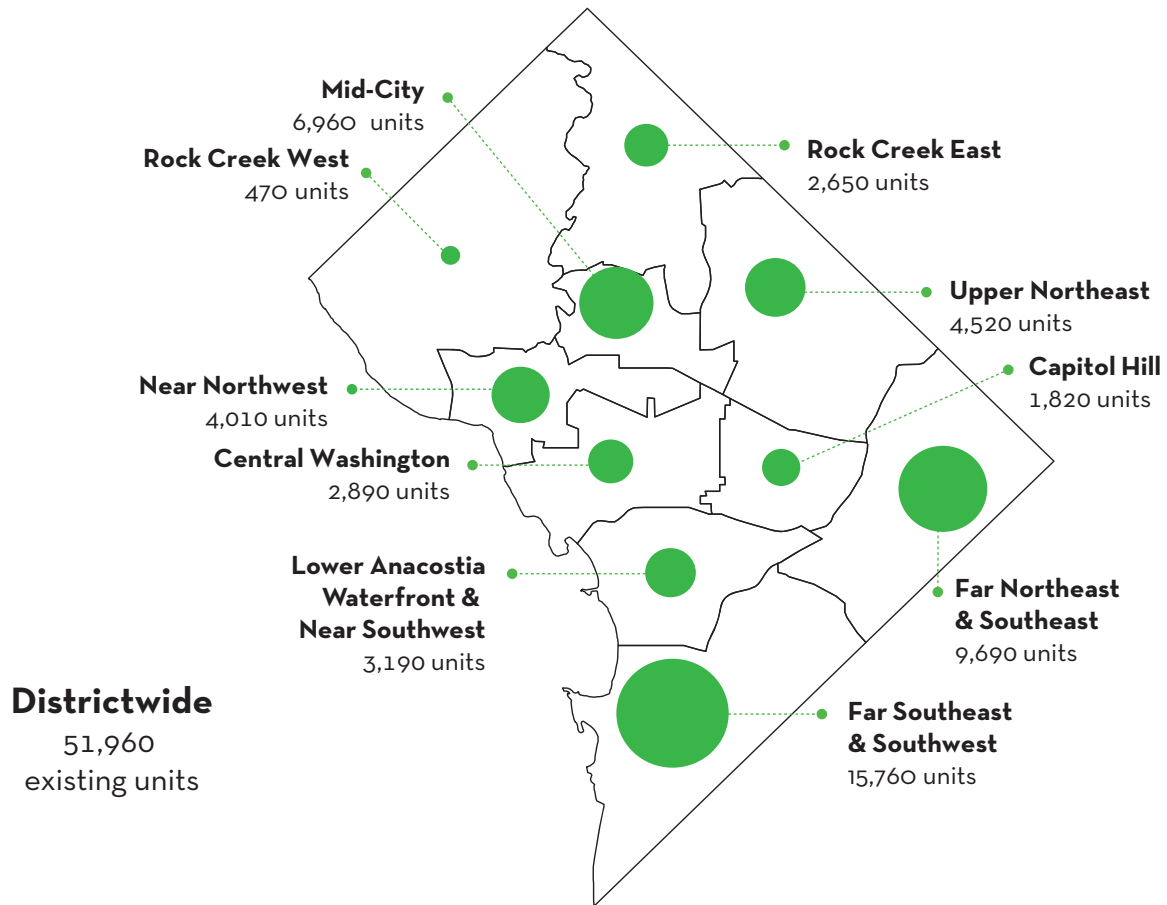 Mid-City
6,960 units
Rock Creek West
470 units
Rock Creek East
2,650 units
Upper Northeast
4,520 units
Capitol Hill
1,820 units
Near Northwest
4,010 units
Central Washington
2,890 units
Lower Anacostia
Waterfront &
Near Southwest
3,190 units
Far Northeast
& Southeast
9,690 units
Far Southeast
& Southwest
15,760 units
Districtwide
51,960
existing units